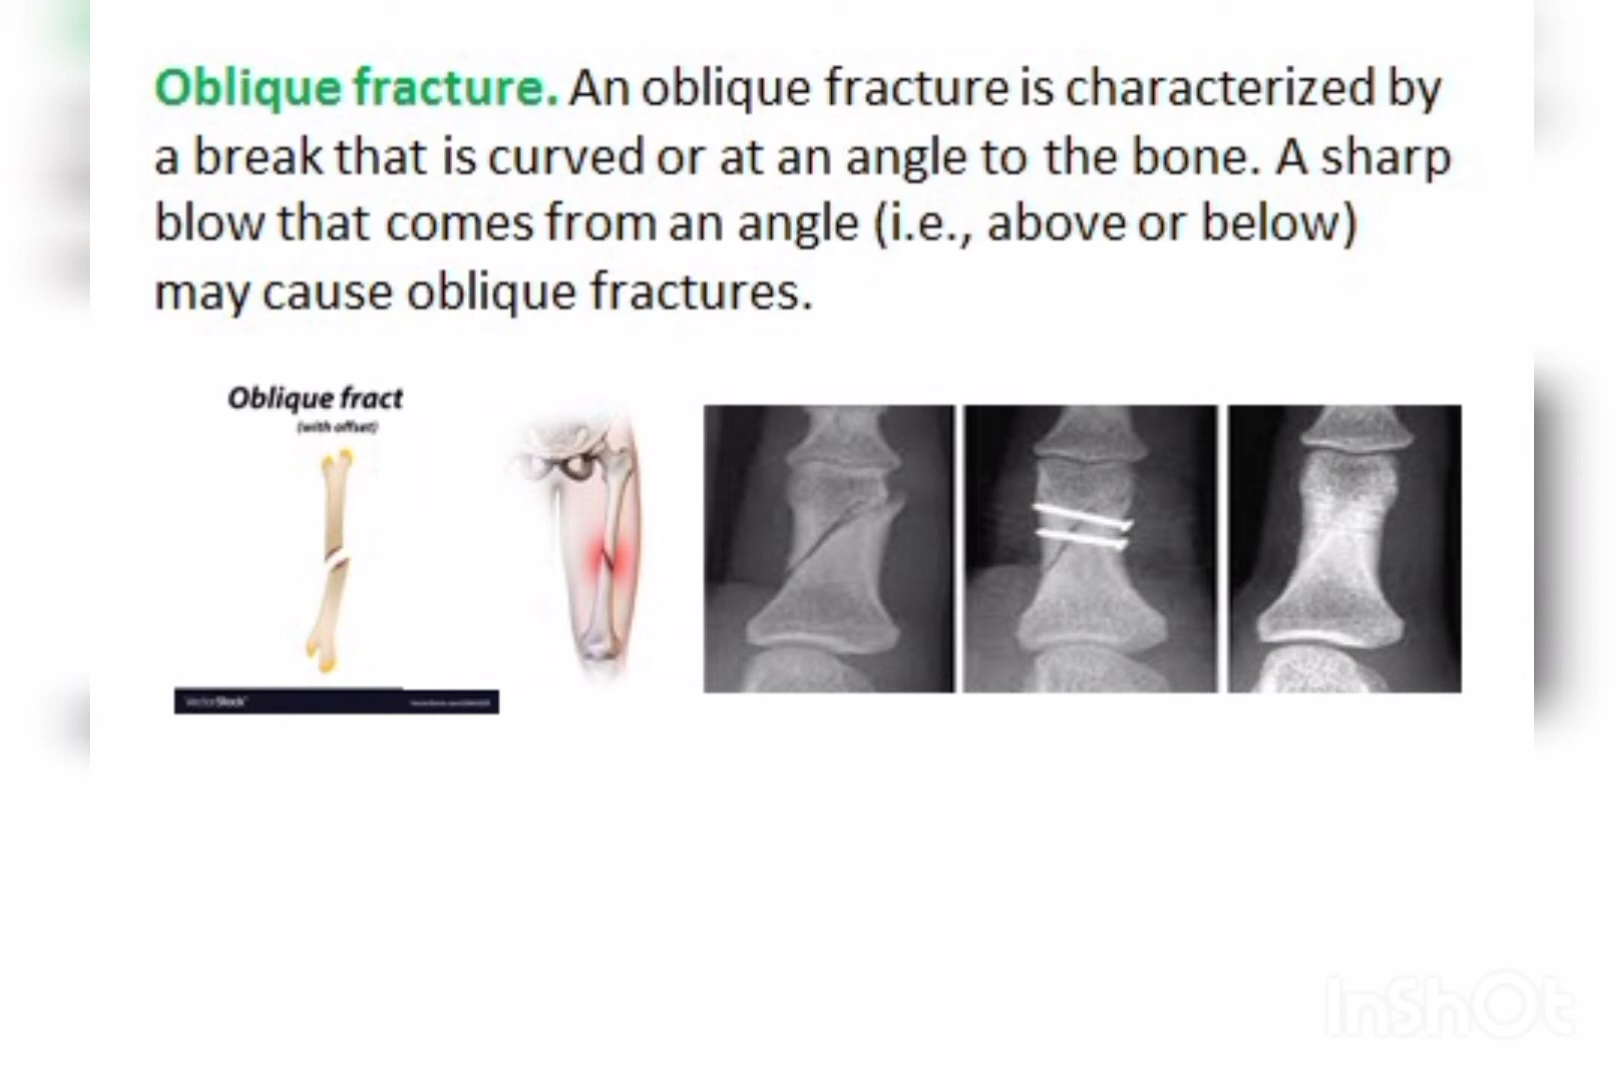 Oblique fracture. An oblique fracture is characterized by
a break that is curved or at an angle to the bone. A sharp
blow that comes from an angle (i.e., above or below)
may cause oblique fractures.
Oblique fract
(with offset)
VectorStock
InShOt